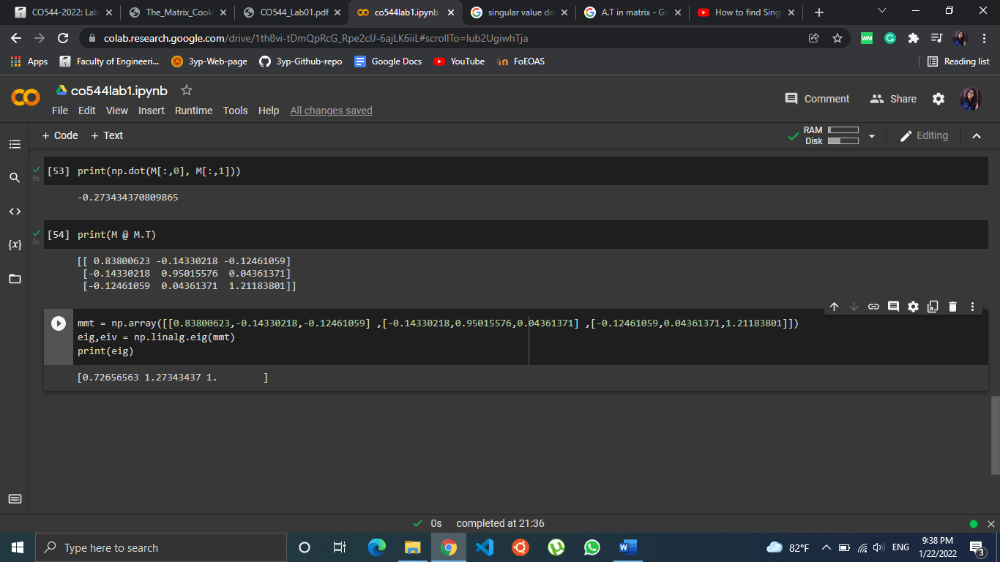 CO544-2022: Lab
The_Matrix_Cook
CO544_Lab01.pdf
co544lab1.ipynb
singular value de
A.T in matrix - Go
How to find Sing
colab.research.google.com/drive/1th8vi-tDmQpRcG_Rpe2cIJ-6ajLK6iiL#scrollTo=Iub2UgiwhTja
Apps
Faculty of Engineeri...
3yp-Web-page
3yp-Github-repo
Google Docs
YouTube
FoEOAS
Reading list
co544lab1.ipynb
Comment
Share
File Edit View Insert Runtime Tools Help All changes saved
+ Code + Text
RAM
Disk
Editing
[53] print(np.dot(M[:,0], M[:,1]))
0s
-0.273434370809865
[54] print(M @ M.T)
0s
[[ 0.83800623 -0.14330218 -0.12461059]
[-0.14330218 0.95015576 0.04361371]
[-0.12461059 0.04361371 1.21183801]]
mmt = np.array([[0.83800623,-0.14330218,-0.12461059] ,[-0.14330218,0.95015576,0.04361371] ,[-0.12461059,0.04361371,1.21183801]])
eig,eiv = np.linalg.eig(mmt)
print(eig)
[0.72656563 1.27343437 1. ]
0s completed at 21:36
Type here to search
82°F
ENG
9:38 PM
1/22/2022
3